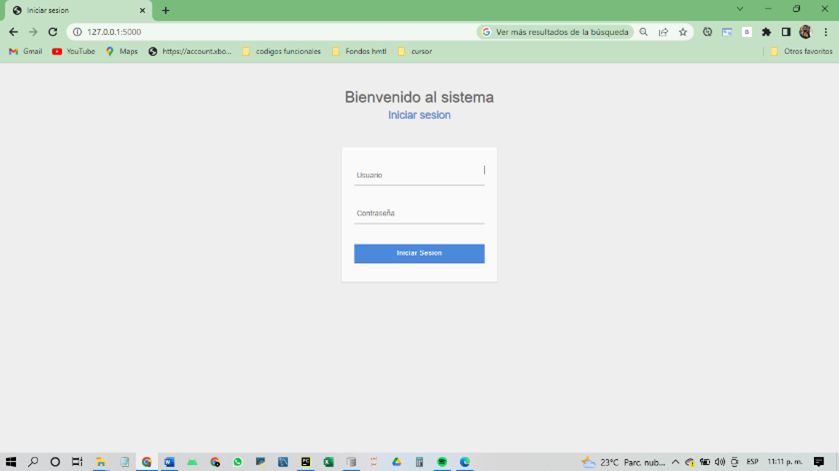 Iniciar sesion
127.0.0.1:5000
Ver más resultados de la búsqueda
Gmail
YouTube
Maps
https://account.xbo...
codigos funcionales
Fondos hmtl
cursor
Otros favoritos
Bienvenido al sistema
Iniciar sesion
Usuario
Contraseña
Iniciar Sesion
23°C Parc. nub...
ESP
11:11 p. m.